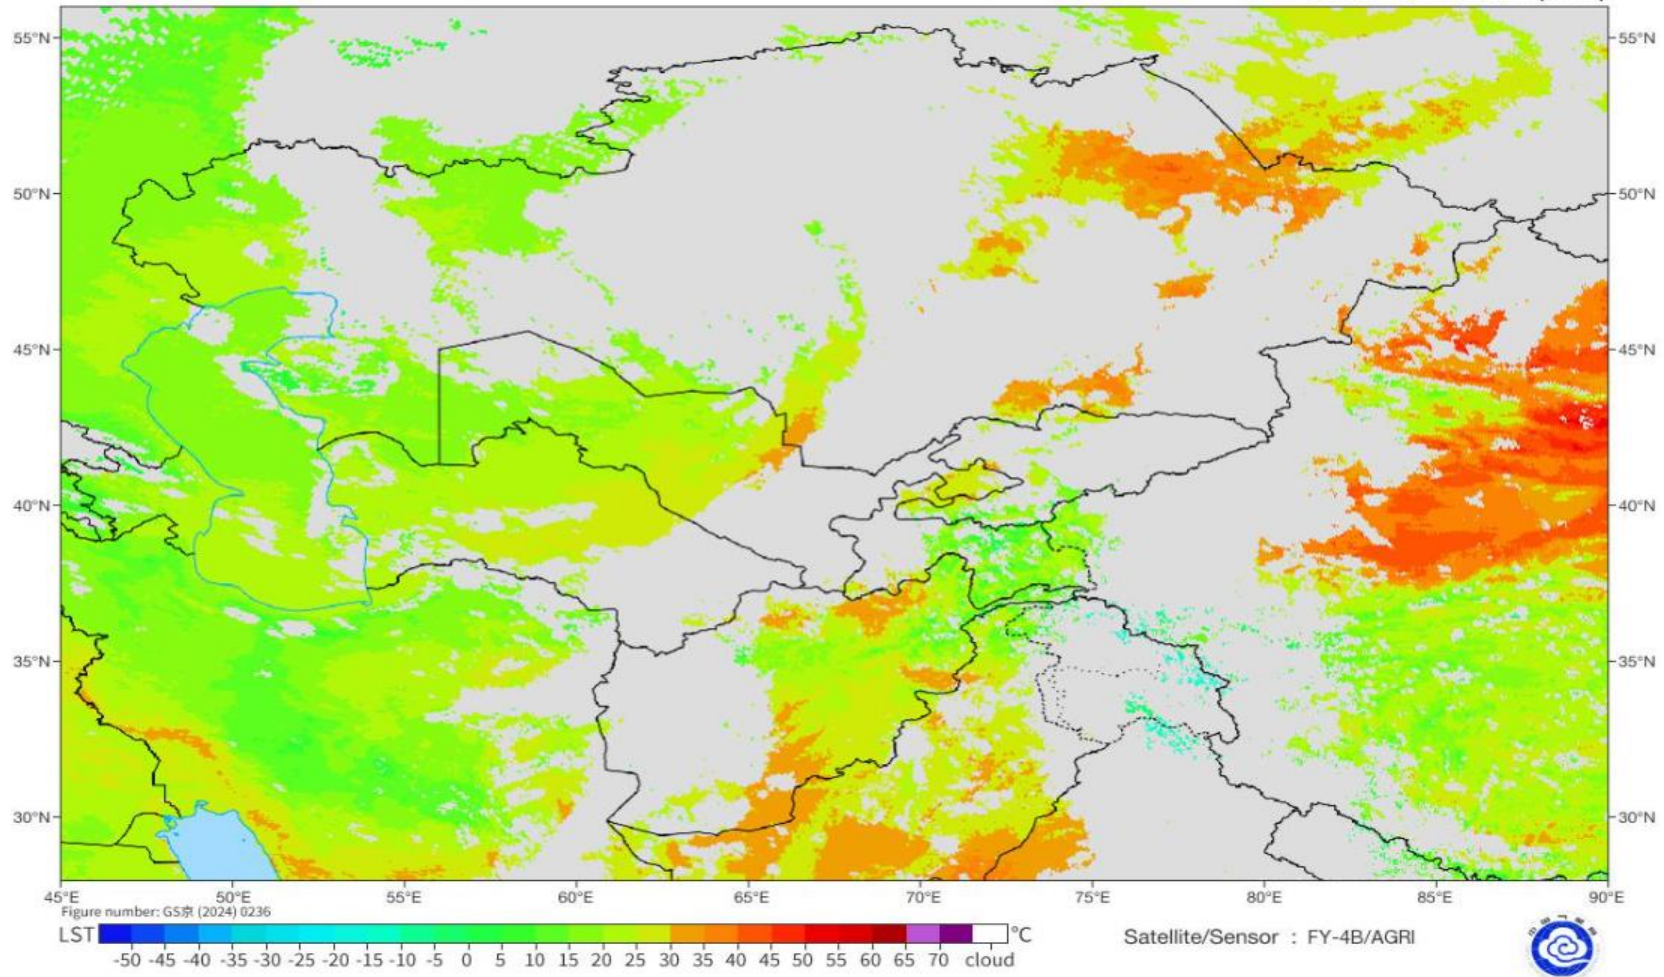 55°N 55°N
50°N 50°N
45°N 45°N
40°N 40°N
35°N 35°N
30°N 30°N
45°E 50°E 55°E 60°E 65°E 70°E 75°E 80°E 85°E 90°E
Figure number: GS京 (2024) 0236
LST °C
-50 -45 -40 -35 -30 -25 -20 -15 -10 -5 0 5 10 15 20 25 30 35 40 45 50 55 60 65 70 cloud
Satellite/Sensor : FY-4B/AGRI